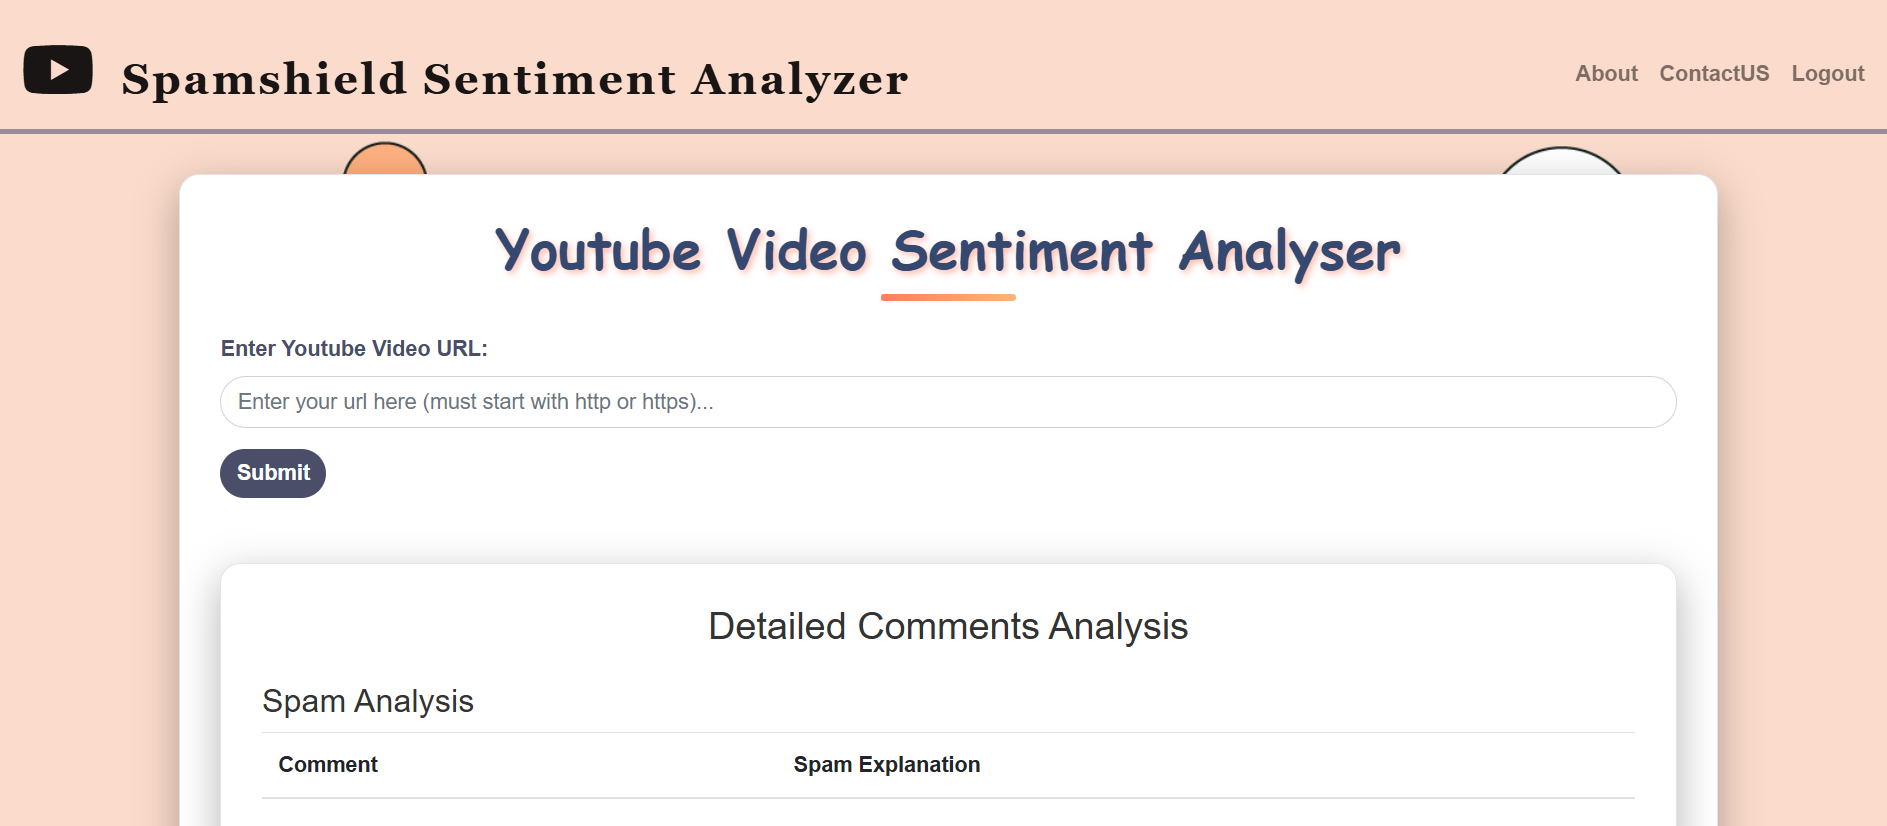 Spamshield Sentiment Analyzer
About ContactUS Logout
Youtube Video Sentiment Analyser
Enter Youtube Video URL:
Enter your url here (must start with http or https)...
Submit
Detailed Comments Analysis
Spam Analysis
Comment Spam Explanation